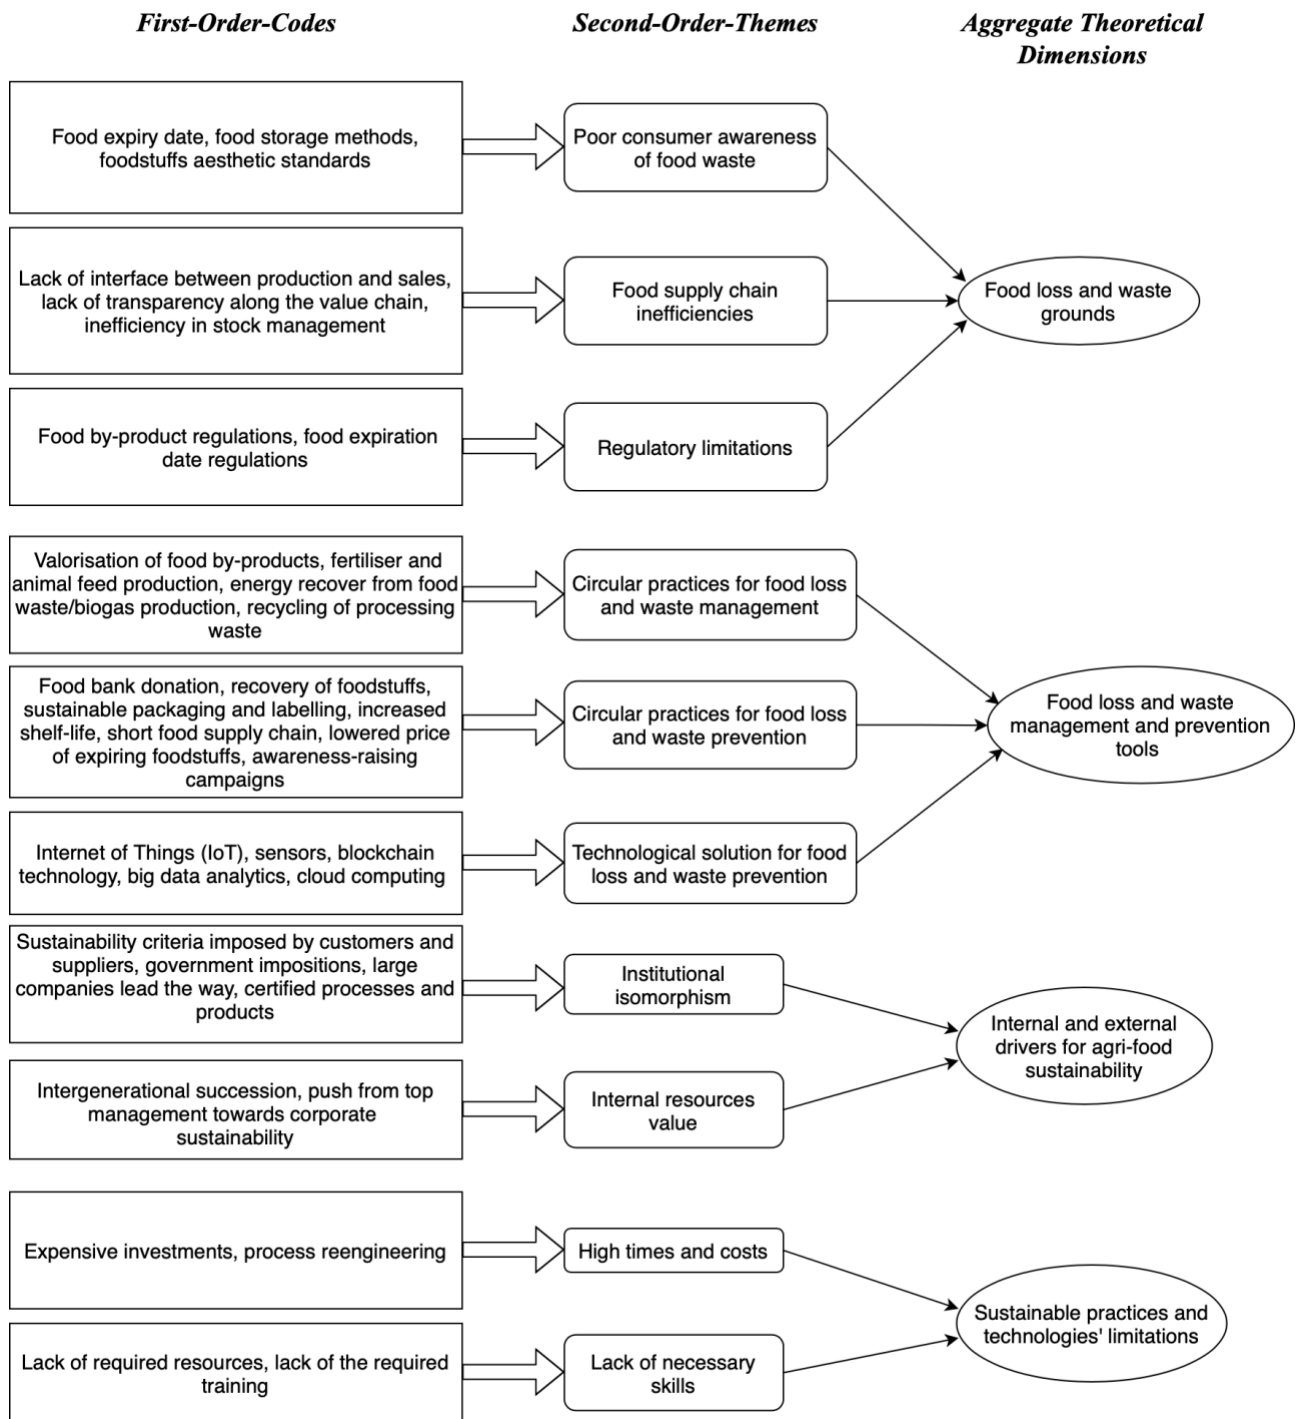 First-Order-Codes
Second-Order-Themes
Aggregate Theoretical
Dimensions
Food expiry date, food storage methods,
foodstuffs aesthetic standards
Poor consumer awareness
of food waste
Lack of interface between production and sales,
lack of transparency along the value chain,
inefficiency in stock management
Food supply chain
inefficiencies
Food loss and waste
grounds
Food by-product regulations, food expiration
date regulations
Regulatory limitations
Valorisation of food by-products, fertiliser and
animal feed production, energy recover from food
waste/biogas production, recycling of processing
waste
Circular practices for food loss
and waste management
Food bank donation, recovery of foodstuffs,
sustainable packaging and labelling, increased
shelf-life, short food supply chain, lowered price
of expiring foodstuffs, awareness-raising
campaigns
Circular practices for food loss
and waste prevention
Food loss and waste
management and prevention
tools
Internet of Things (IoT), sensors, blockchain
technology, big data analytics, cloud computing
Technological solution for food
loss and waste prevention
Sustainability criteria imposed by customers and
suppliers, government impositions, large
companies lead the way, certified processes and
products
Institutional
isomorphism
Internal and external
drivers for agri-food
sustainability
Intergenerational succession, push from top
management towards corporate
sustainability
Internal resources
value
Expensive investments, process reengineering
High times and costs
Sustainable practices and
technologies' limitations
Lack of required resources, lack of the required
training
Lack of necessary
skills